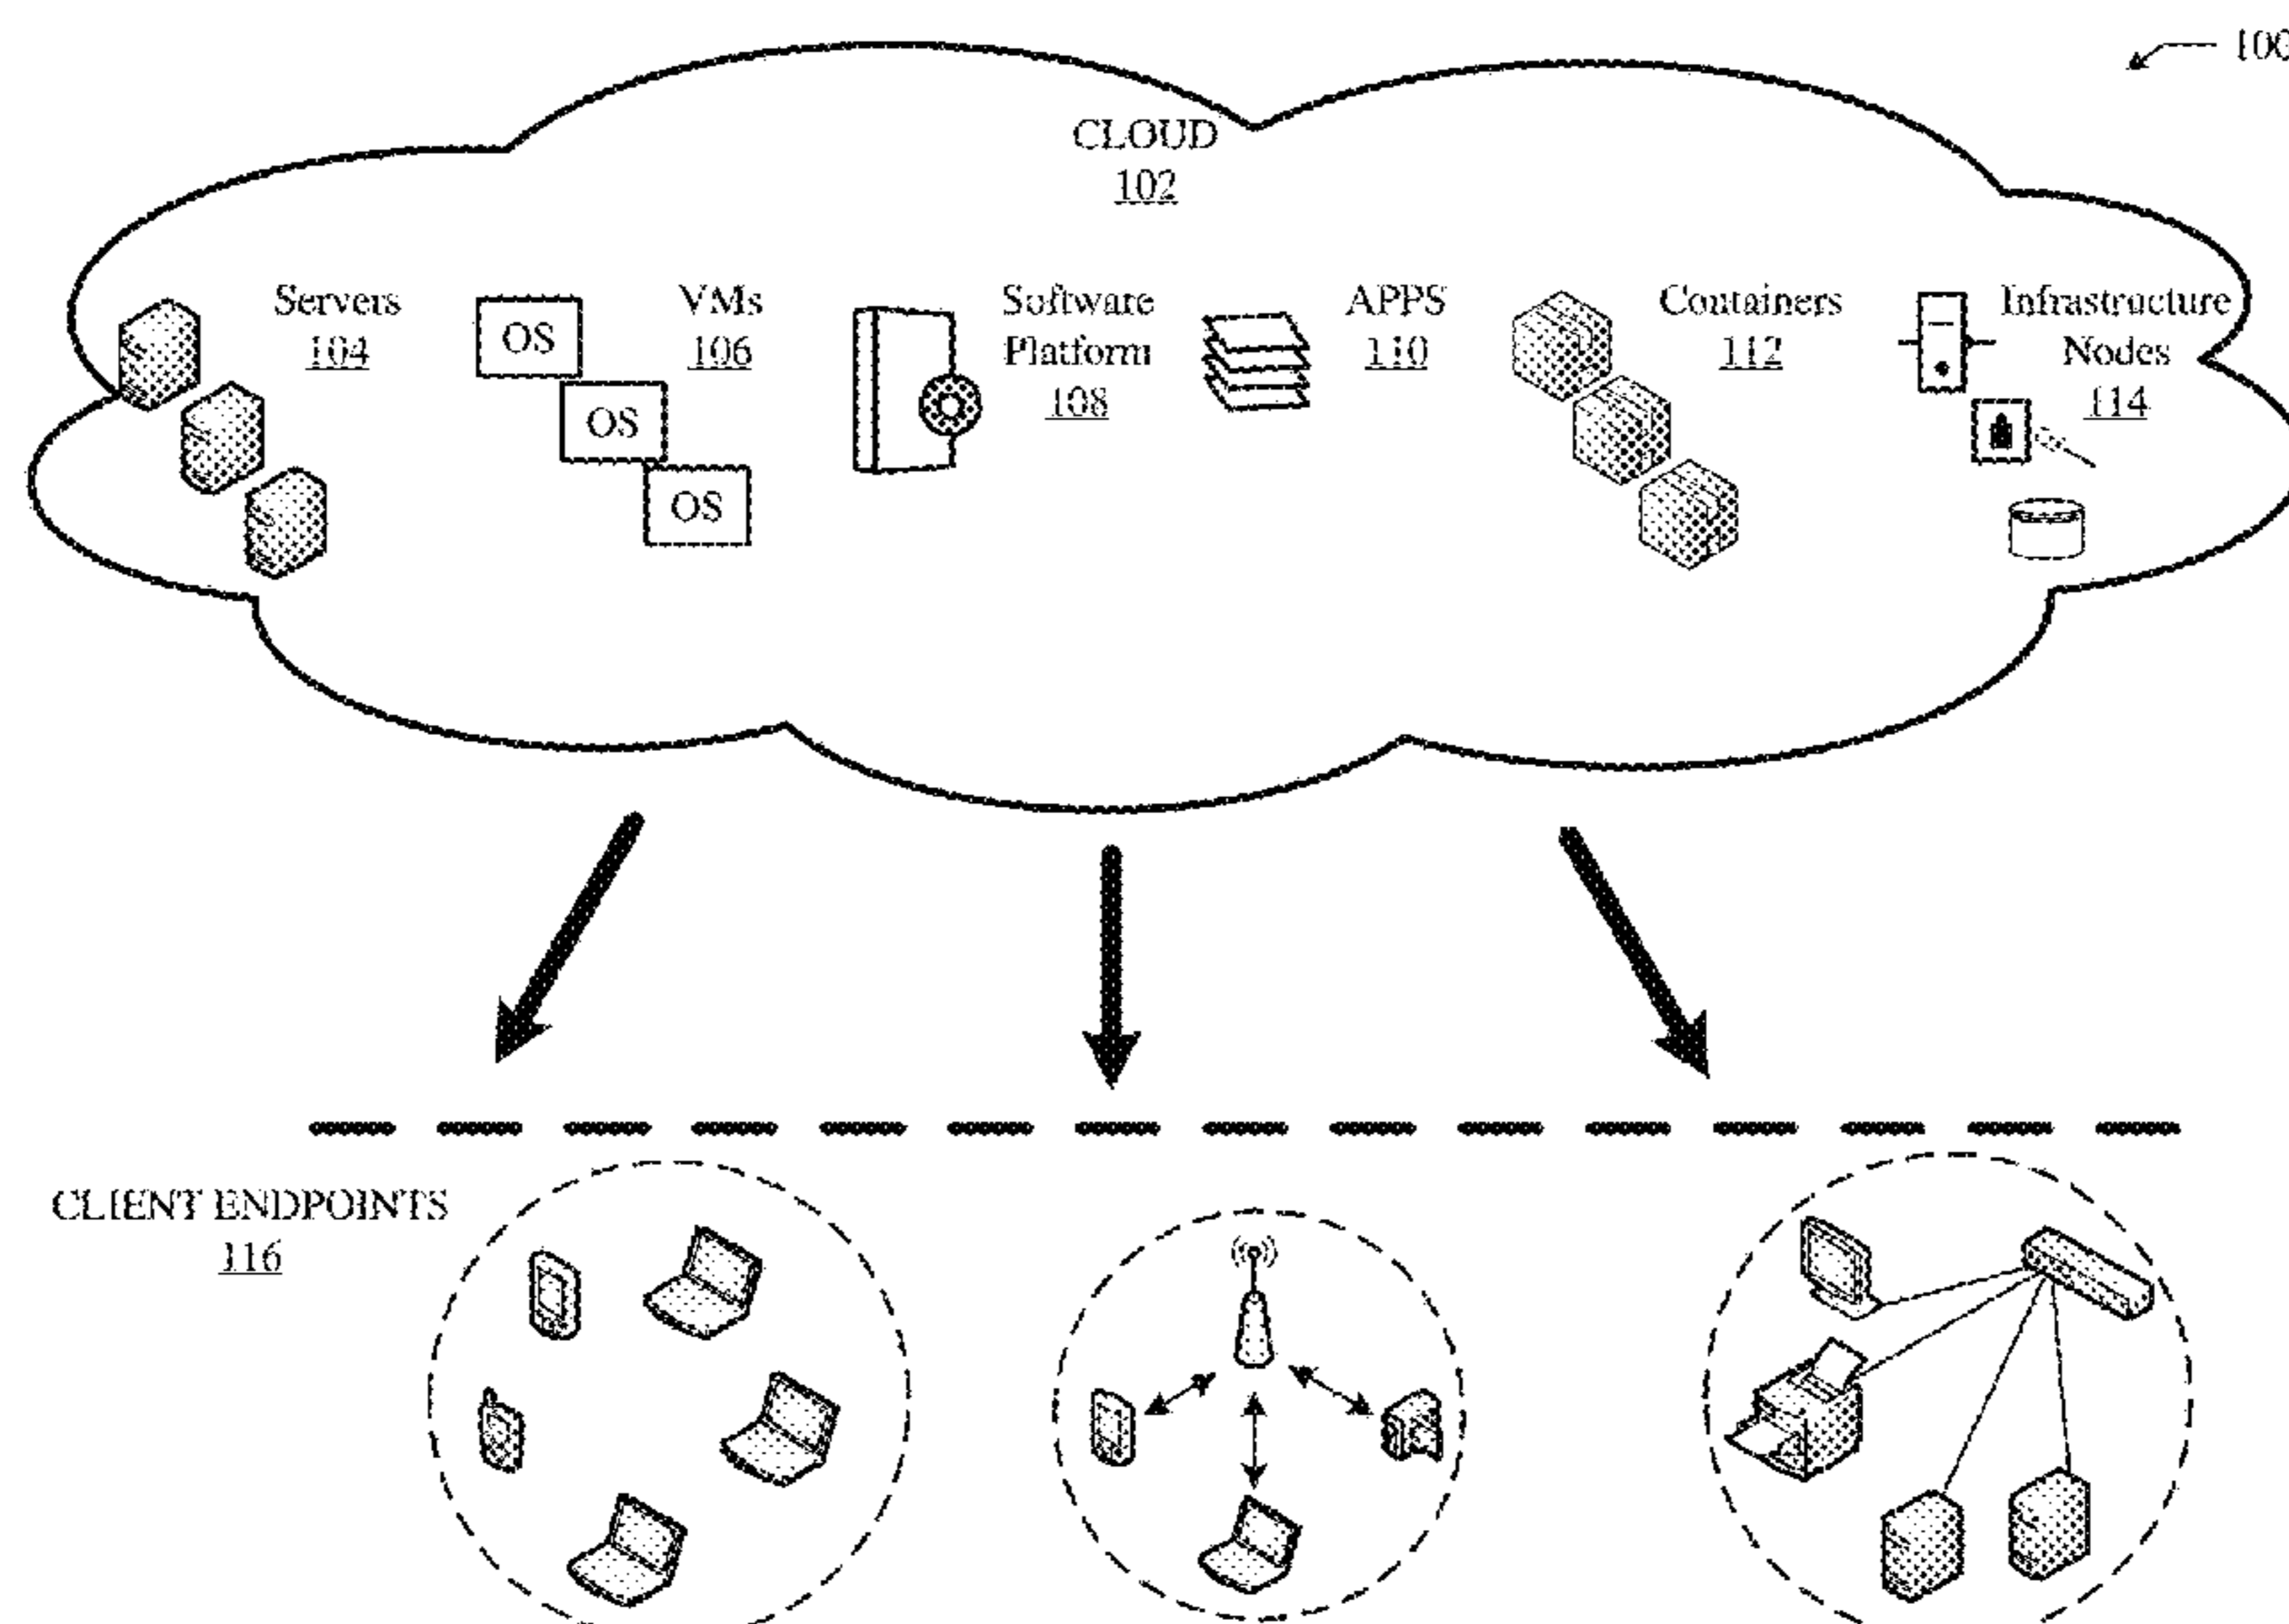 100
CLOUD
102
Servers
104
VMs
106
Software
Platform
108
APPS
110
Containers
112
Infrastructure
Nodes
114
OS
OS
OS
CLIENT ENDPOINTS
116